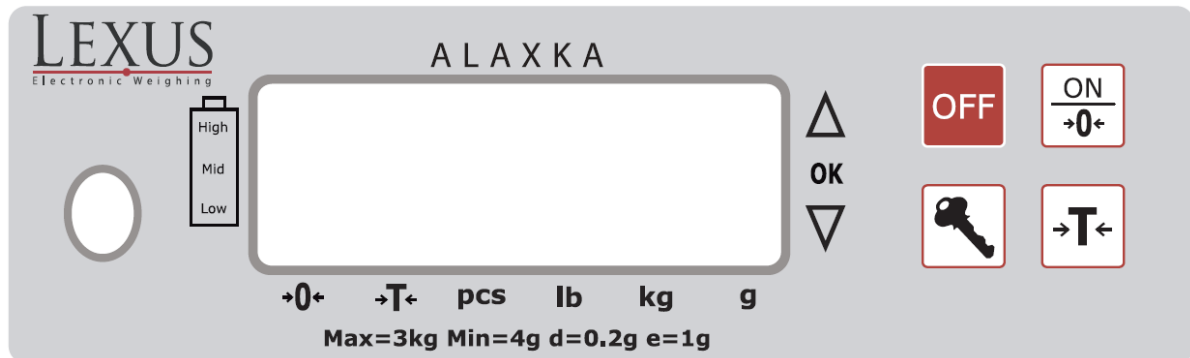 LEXUS
Electronic Weighing
ALAXKA
High
Mid
Low
OK
OFF
ON
→0←
→T←
→0← →T← pcs lb kg g
Max=3kg Min=4g d=0.2g e=1g